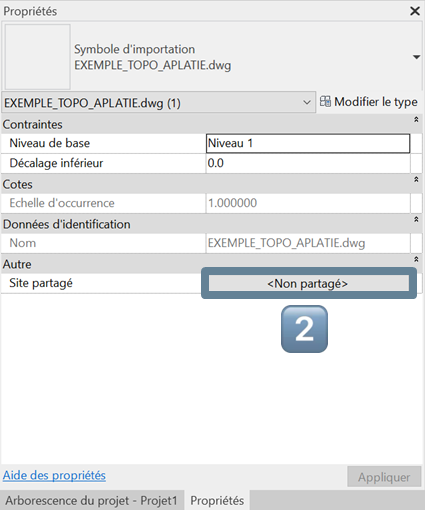 Propriétés
Symbole d'importation
EXEMPLE_TOPO_APLATIE.dwg
EXEMPLE_TOPO_APLATIE.dwg (1) Modifier le type
Contraintes
Niveau de base Niveau 1
Décalage inférieur 0.0
Cotes
Echelle d'occurrence 1.000000
Données d'identification
Nom EXEMPLE_TOPO_APLATIE.dwg
Autre
Site partagé <Non partagé>
2
Aide des propriétés Appliquer
Arborescence du projet - Projet1 Propriétés